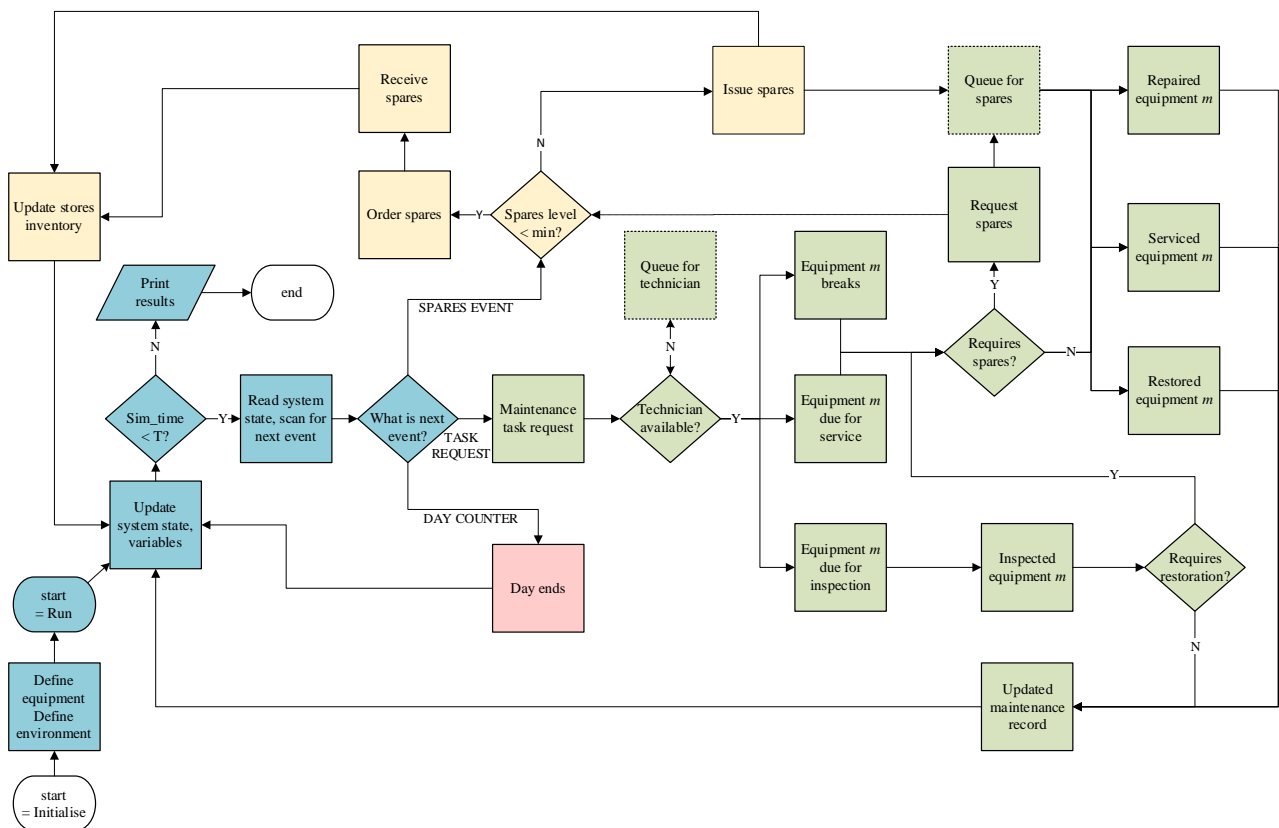 Receive
spares
Issue spares
Queue for
spares
Repaired
equipment m
N
Update stores
inventory
Order spares
Y
Spares level
< min?
Request
spares
Serviced
equipment m
Print
results
end
SPARES EVENT
Queue for
technician
Equipment m
breaks
Y
N
N
Requires
spares?
N
Restored
equipment m
Sim_time
< T?
Y
Read system
state, scan for
next event
What is next
event?
TASK
REQUEST
Maintenance
task request
Technician
available?
Y
Equipment m
due for
service
Y
Update
system state,
variables
DAY COUNTER
Day ends
Equipment m
due for
inspection
Inspected
equipment m
Requires
restoration?
start
= Run
N
Define
equipment
Define
environment
Updated
maintenance
record
start
= Initialise